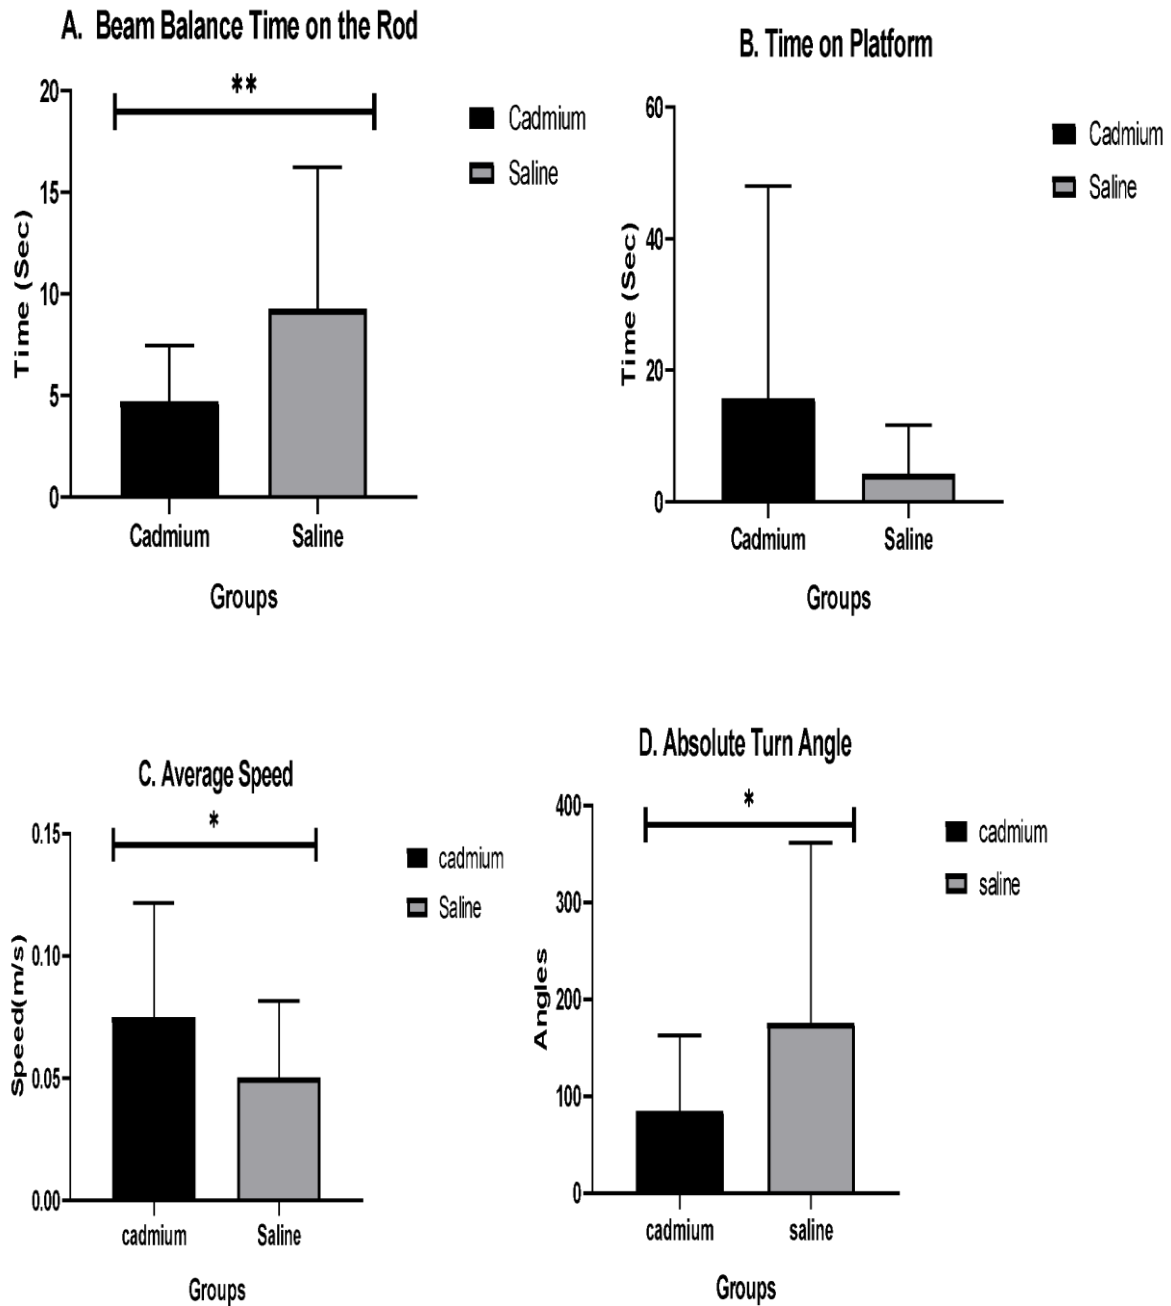 A. Beam Balance Time on the Rod
**
20
15
10
5
0
Time (Sec)
Cadmium
Saline
Groups
Cadmium
Saline
B. Time on Platform
60
40
20
0
Time (Sec)
Cadmium
Saline
Groups
Cadmium
Saline
C. Average Speed
*
0.15
0.10
0.05
0.00
Speed(m/s)
cadmium
Saline
Groups
cadmium
Saline
D. Absolute Turn Angle
*
400
300
200
100
0
Angles
cadmium
saline
Groups
cadmium
saline